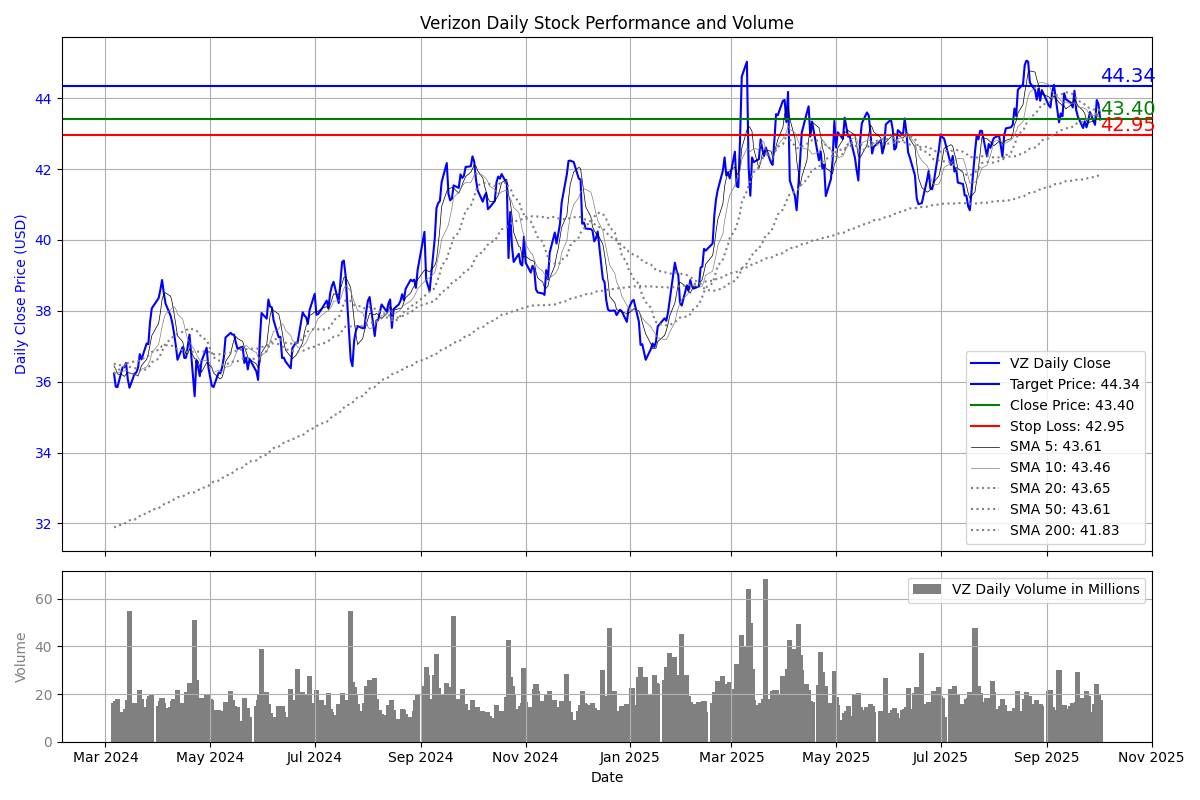 Verizon Daily Stock Performance and Volume
Daily Close Price (USD)
44
42
40
38
36
34
32
44.34
43.40
42.95
VZ Daily Close
Target Price: 44.34
Close Price: 43.40
Stop Loss: 42.95
SMA 5: 43.61
SMA 10: 43.46
SMA 20: 43.65
SMA 50: 43.61
SMA 200: 41.83
Volume
60
40
20
0
VZ Daily Volume in Millions
Mar 2024 May 2024 Jul 2024 Sep 2024 Nov 2024 Jan 2025 Mar 2025 May 2025 Jul 2025 Sep 2025 Nov 2025
Date